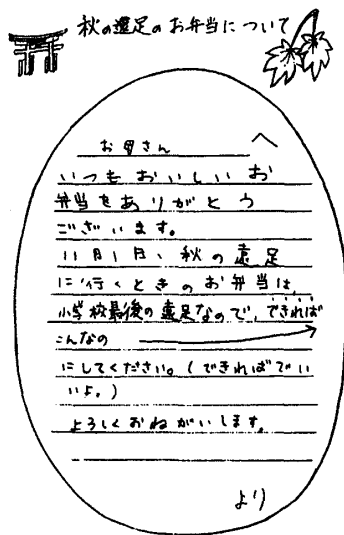 秋の遠足のお弁当について
お母さん へ
いつもおいしいお
弁当をありがとう
ございます。
11月1日、秋の遠足
に行くときのお弁当は、
小学校最後の遠足なので、できれば
こんなの
にしてください。(できればでい
いよ。)
よろしくおねがいします。
より